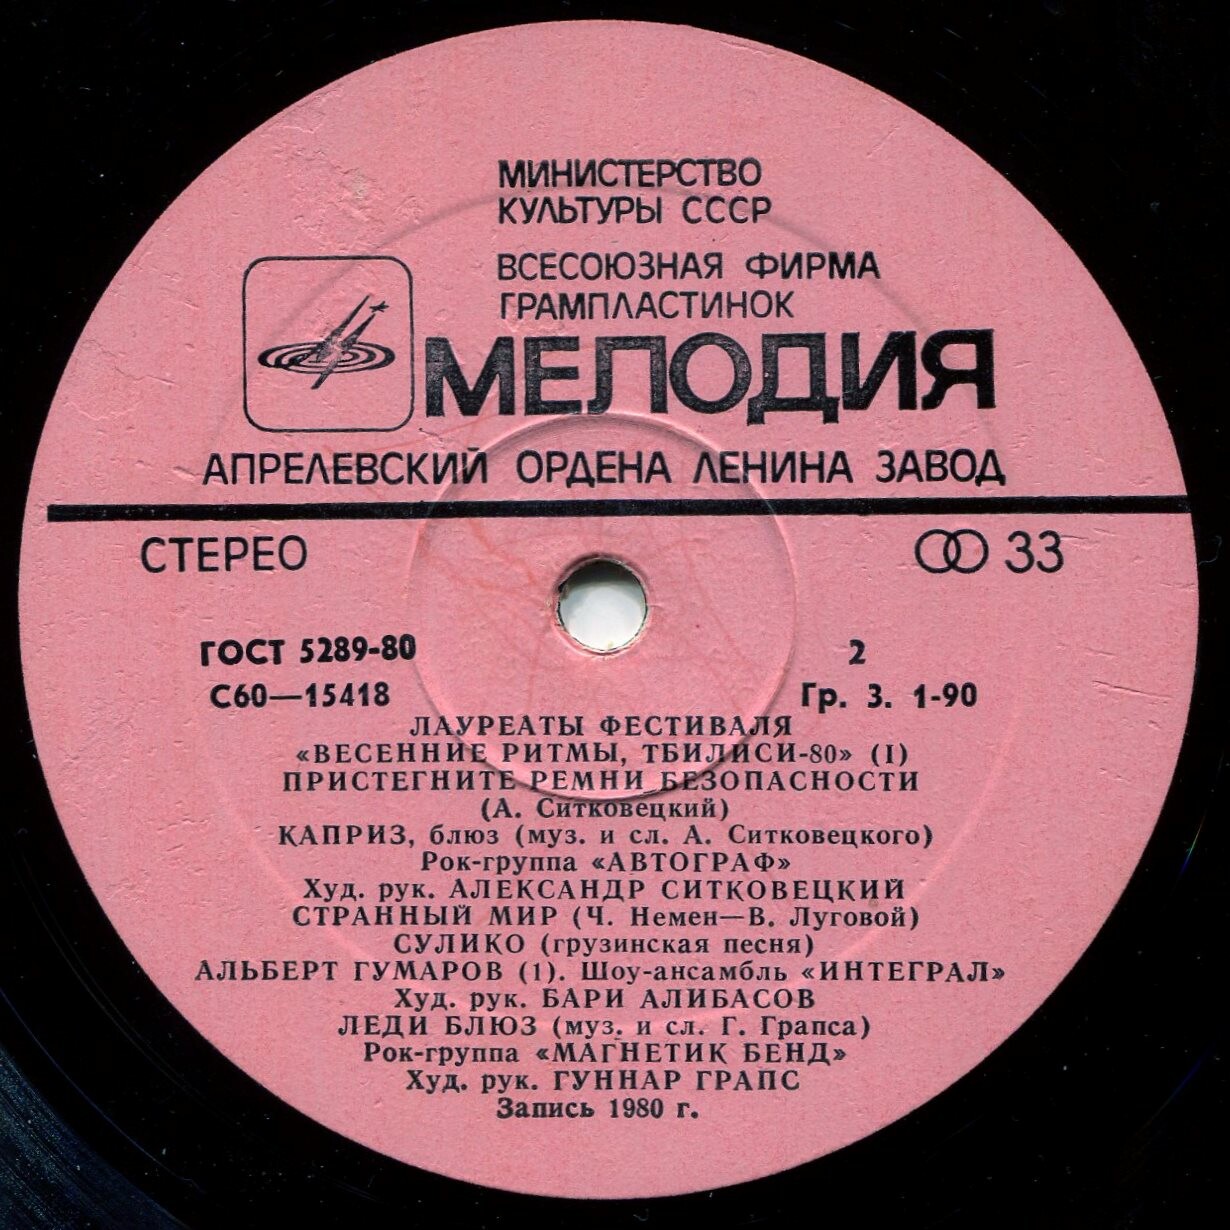 МИНИСТЕРСТВО
КУЛЬТУРЫ СССР
ВСЕСОЮЗНАЯ ФИРМА
ГРАМПЛАСТИНОК
МЕЛОДИЯ
АПРЕЛЕВСКИЙ ОРДЕНА ЛЕНИНА ЗАВОД
СТЕРЕО 33
ГОСТ 5289-80 2
С60—15418 Гр. 3. 1-90
ЛАУРЕАТЫ ФЕСТИВАЛЯ
«ВЕСЕННИЕ РИТМЫ, ТБИЛИСИ-80» (I)
ПРИСТЕГНИТЕ РЕМНИ БЕЗОПАСНОСТИ
(А. Ситковецкий)
КАПРИЗ, блюз (муз. и сл. А. Ситковецкого)
Рок-группа «АВТОГРАФ»
Худ. рук. АЛЕКСАНДР СИТКОВЕЦКИЙ
СТРАННЫЙ МИР (Ч. Немен—В. Луговой)
СУЛИКО (грузинская песня)
АЛЬБЕРТ ГУМАРОВ (1). Шоу-ансамбль «ИНТЕГРАЛ»
Худ. рук. БАРИ АЛИБАСОВ
ЛЕДИ БЛЮЗ (муз. и сл. Г. Грапса)
Рок-группа «МАГНЕТИК БЕНД»
Худ. рук. ГУННАР ГРАПС
Запись 1980 г.